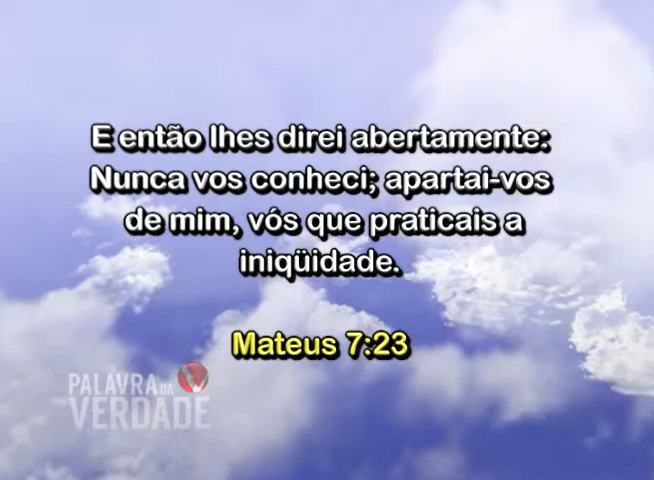 E então lhes direi abertamente:
Nunca vos conheci; apartai-vos
de mim, vós que praticais a
iniqüidade.
Mateus 7:23
PALAVRA DA
VERDADE